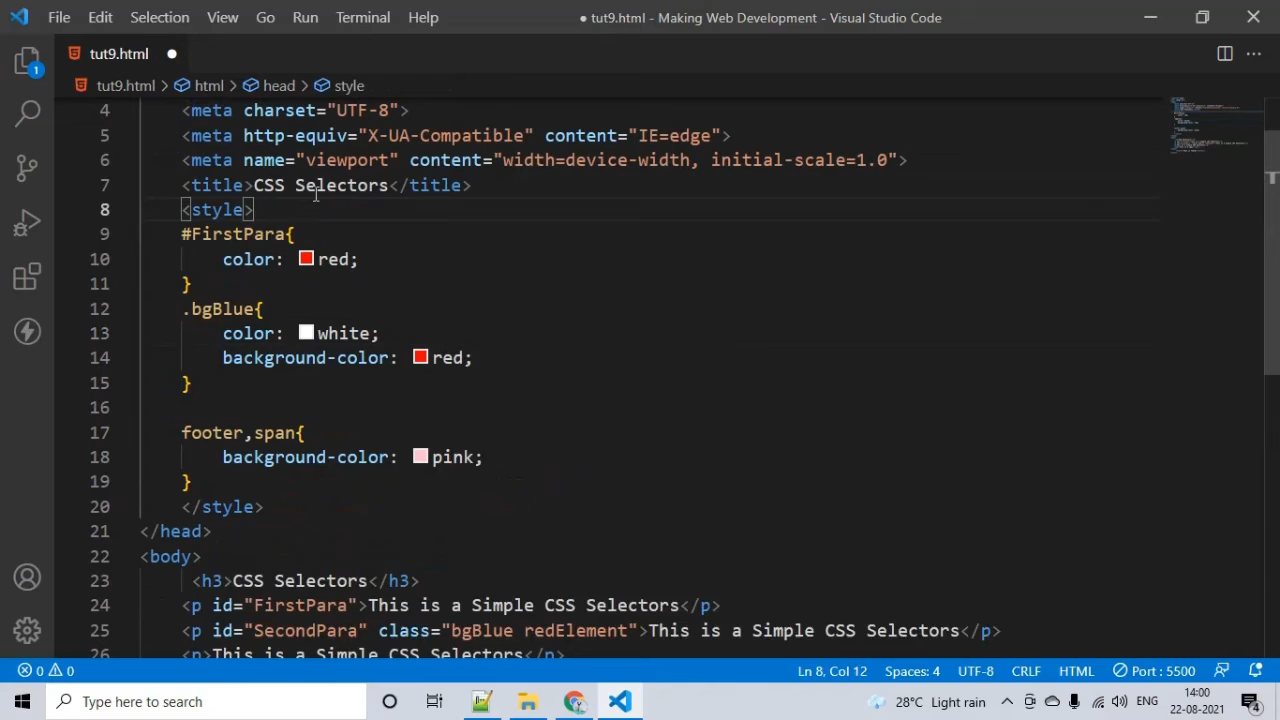 File Edit Selection View Go Run Terminal Help ● tut9.html - Making Web Development - Visual Studio Code
tut9.html
tut9.html > html > head > style
4 <meta charset="UTF-8">
5 <meta http-equiv="X-UA-Compatible" content="IE=edge">
6 <meta name="viewport" content="width=device-width, initial-scale=1.0">
7 <title>CSS Selectors</title>
8 <style>
9 #FirstPara{
10 color: red;
11 }
12 .bgBlue{
13 color: white;
14 background-color: red;
15 }
16
17 footer,span{
18 background-color: pink;
19 }
20 </style>
21 </head>
22 <body>
23 <h3>CSS Selectors</h3>
24 <p id="FirstPara">This is a Simple CSS Selectors</p>
25 <p id="SecondPara" class="bgBlue redElement">This is a Simple CSS Selectors</p>
26 <p>This is a Simple CSS Selectors</p>
1
0 0 Ln 8, Col 12 Spaces: 4 UTF-8 CRLF HTML Port : 5500
Type here to search
28°C Light rain ENG 14:00
22-08-2021 4